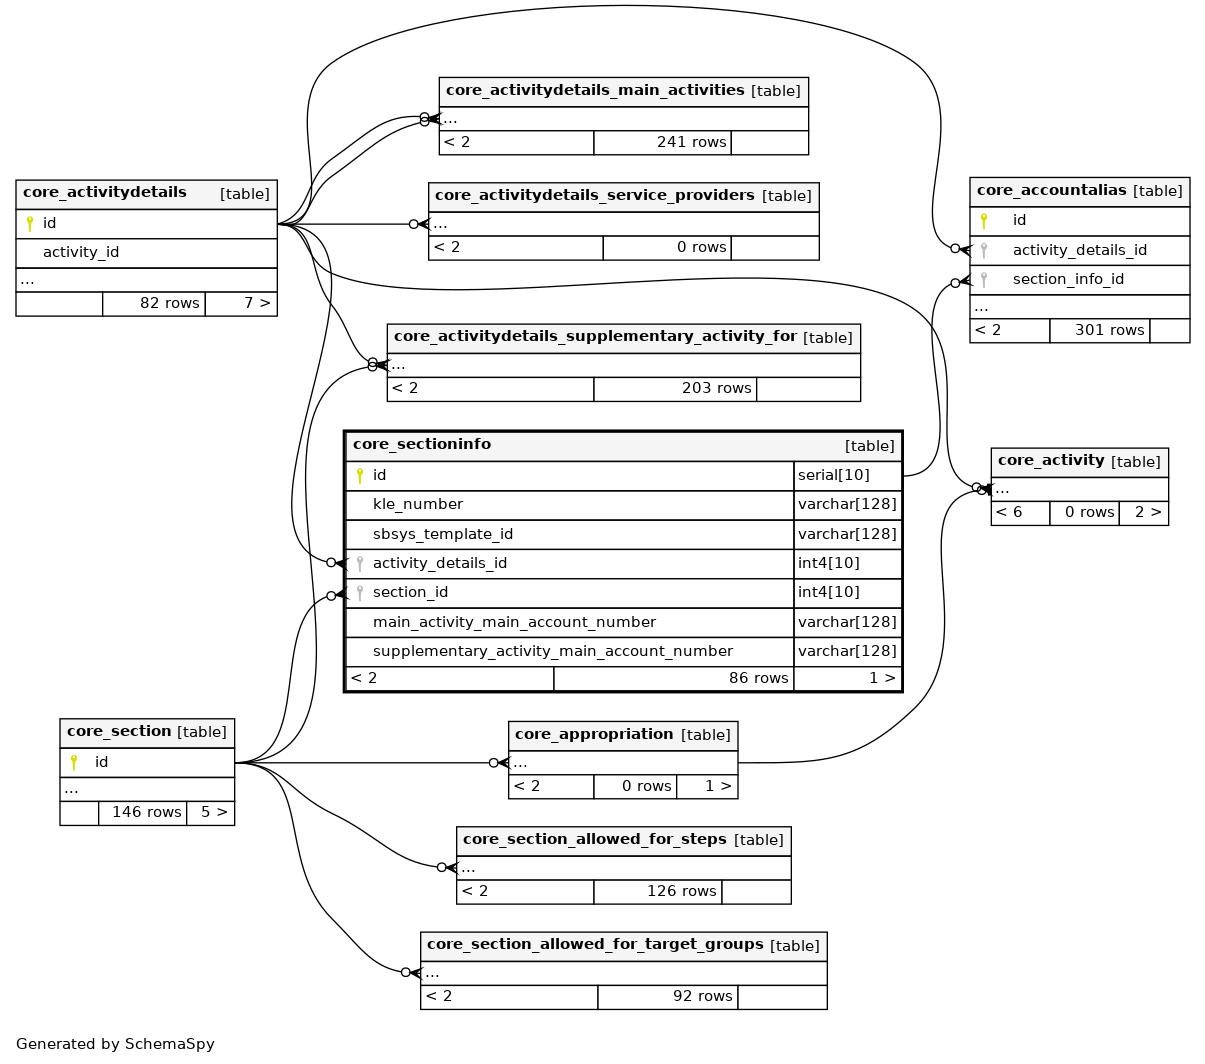 core_activitydetails_main_activities [table]
...
< 2 241 rows
core_activitydetails [table]
id
activity_id
...
82 rows 7 >
core_activitydetails_service_providers [table]
...
< 2 0 rows
core_accountalias [table]
id
activity_details_id
section_info_id
...
< 2 301 rows
core_activitydetails_supplementary_activity_for [table]
...
< 2 203 rows
core_sectioninfo [table]
id serial[10]
kle_number varchar[128]
sbsys_template_id varchar[128]
activity_details_id int4[10]
section_id int4[10]
main_activity_main_account_number varchar[128]
supplementary_activity_main_account_number varchar[128]
< 2 86 rows 1 >
core_activity [table]
...
< 6 0 rows 2 >
core_section [table]
id
...
146 rows 5 >
core_appropriation [table]
...
< 2 0 rows 1 >
core_section_allowed_for_steps [table]
...
< 2 126 rows
core_section_allowed_for_target_groups [table]
...
< 2 92 rows
Generated by SchemaSpy